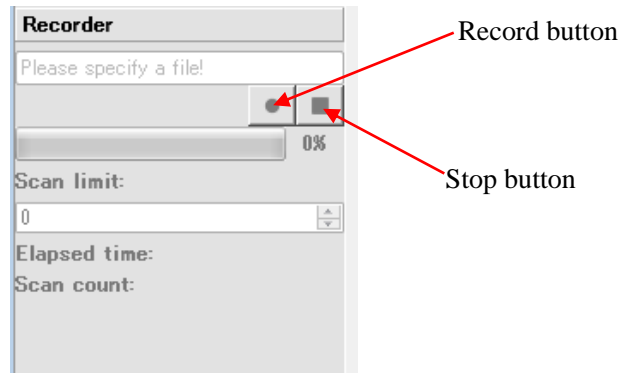 Recorder
Record button
Please specify a file!
0%
Scan limit:
Stop button
0
Elapsed time:
Scan count: